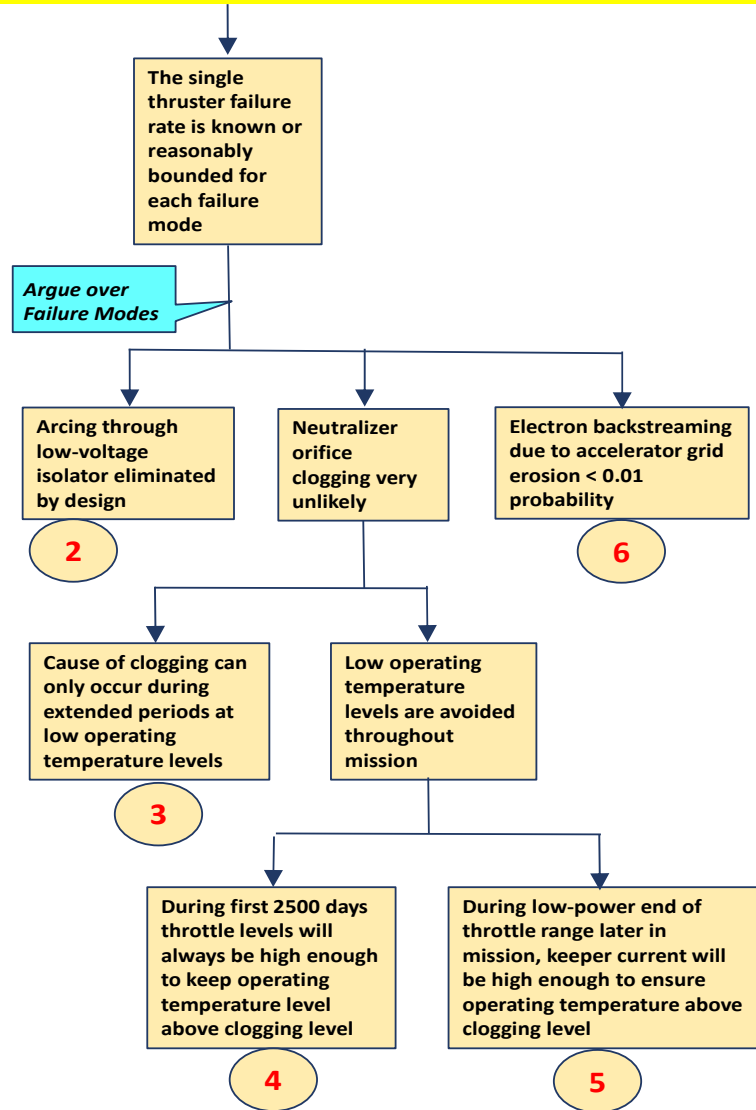 The single
thruster failure
rate is known or
reasonably
bounded for
each failure
mode
Argue over
Failure Modes
Arcing through
low-voltage
isolator eliminated
by design
2
Neutralizer
orifice
clogging very
unlikely
Electron backstreaming
due to accelerator grid
erosion < 0.01
probability
6
Cause of clogging can
only occur during
extended periods at
low operating
temperature levels
3
Low operating
temperature
levels are avoided
throughout
mission
During first 2500 days
throttle levels will
always be high enough
to keep operating
temperature level
above clogging level
4
During low-power end of
throttle range later in
mission, keeper current will
be high enough to ensure
operating temperature above
clogging level
5